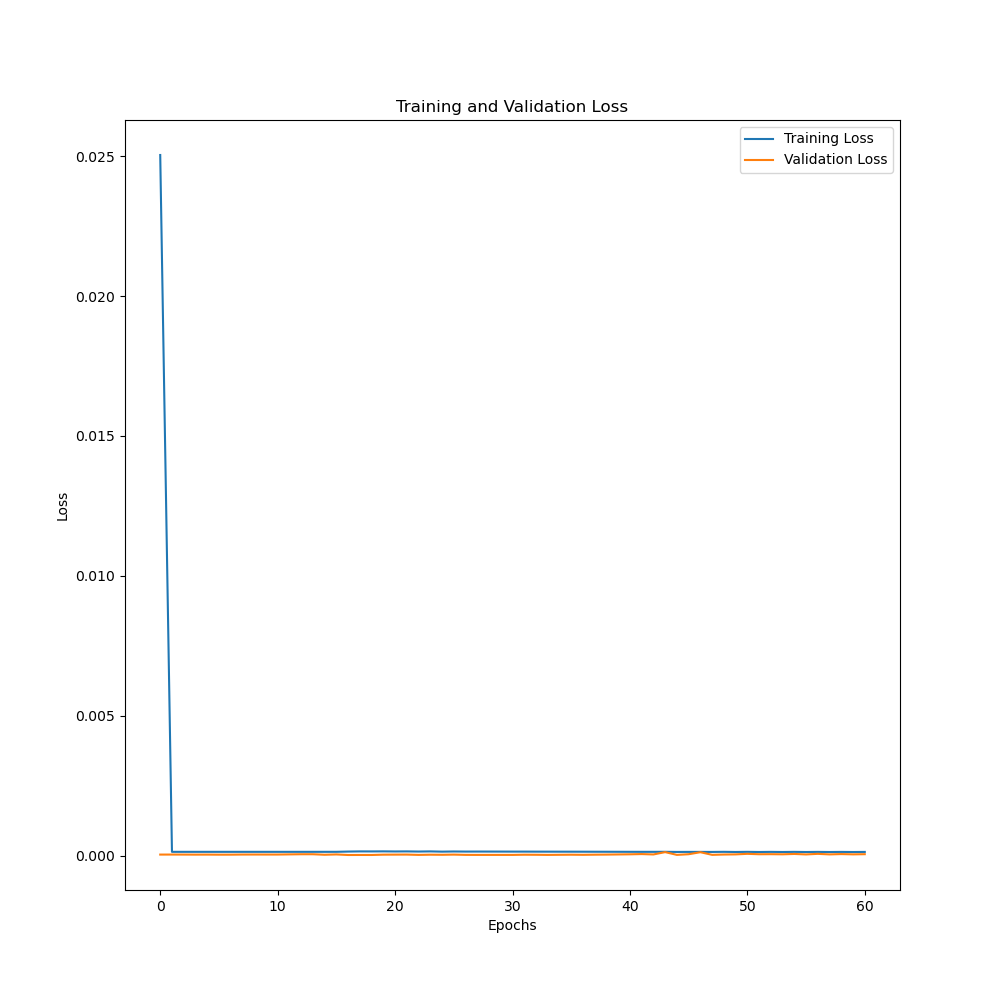 Training and Validation Loss
Training Loss
Validation Loss
0.025
0.020
0.015
0.010
0.005
0.000
Loss
0 10 20 30 40 50 60
Epochs